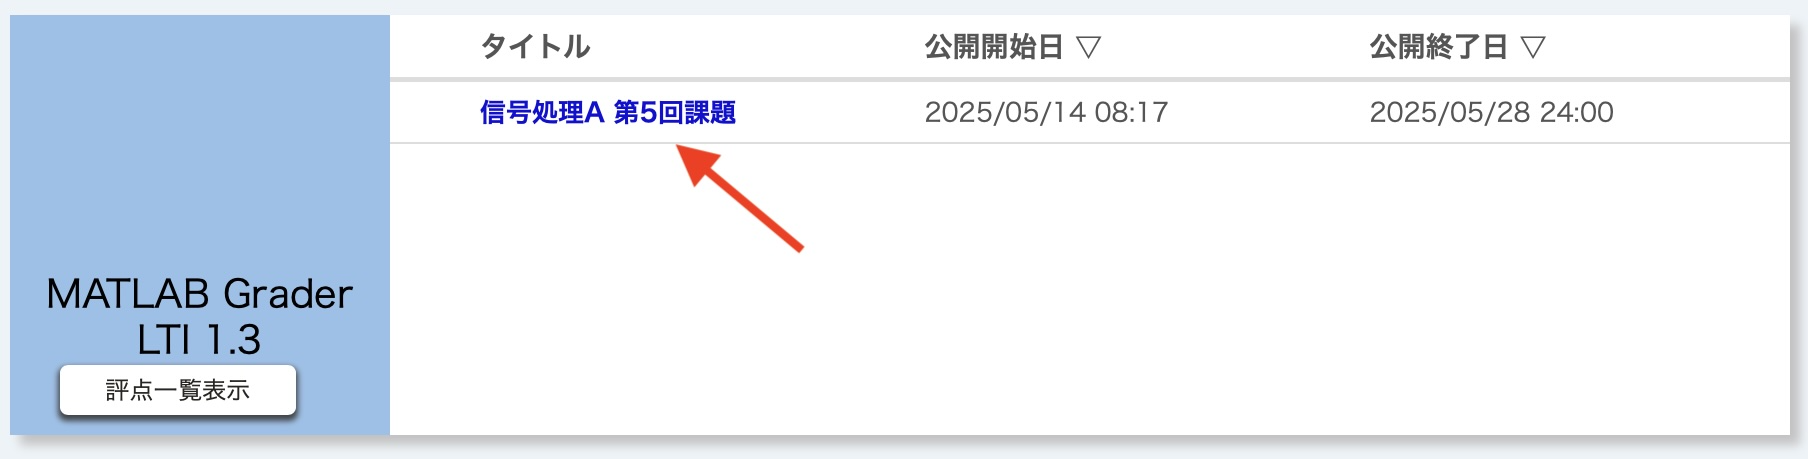 タイトル 公開開始日 ▽ 公開終了日 ▽
信号処理A 第5回課題 2025/05/14 08:17 2025/05/28 24:00
MATLAB Grader
LTI 1.3
評点一覧表示